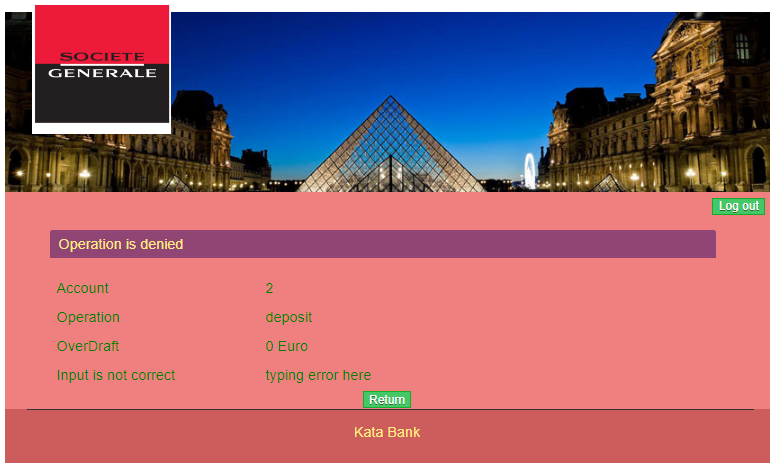 SOCIETE
GENERALE
Log out
Operation is denied
Account 2
Operation deposit
OverDraft 0 Euro
Input is not correct typing error here
Return
Kata Bank